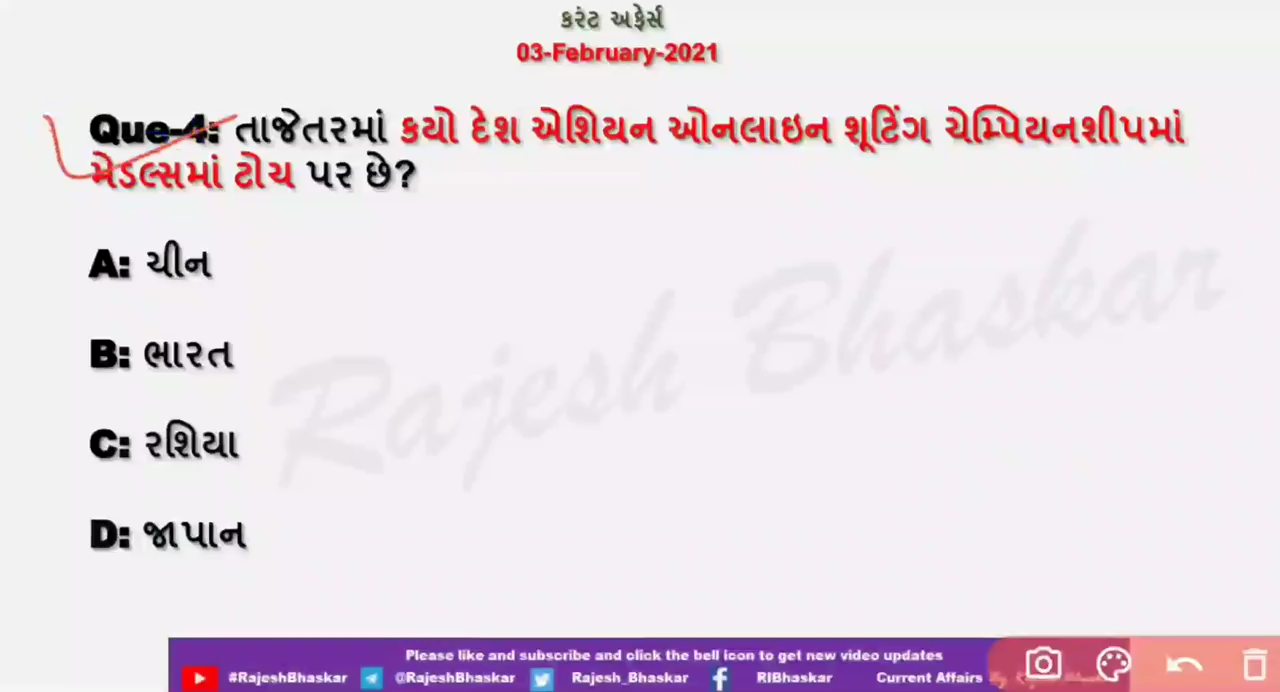 કરંટ અફેર્સ
03-February-2021
Que-4: તાજેતરમાં કયો દેશ એશિયન ઓનલાઇન શૂટિંગ ચેમ્પિયનશીપમાં
મેડલ્સમાં ટોચ પર છે?
A: ચીન
B: ભારત
C: રશિયા
D: જાપાન
Rajesh Bhaskar
Please like and subscribe and click the bell icon to get new video updates
#RajeshBhaskar @RajeshBhaskar Rajesh_Bhaskar RIBhaskar Current Affairs By